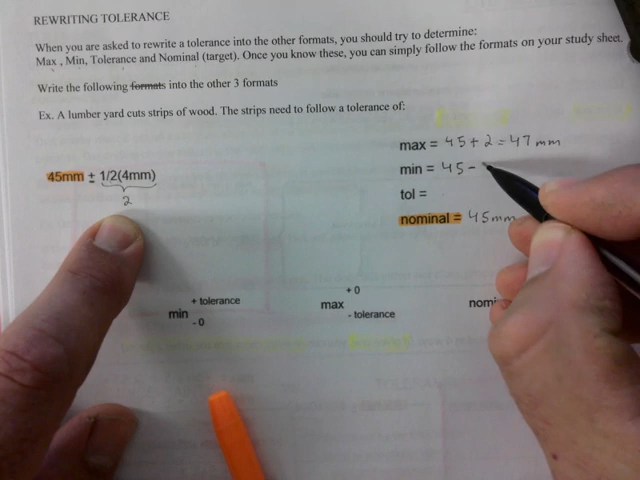 REWRITING TOLERANCE
When you are asked to rewrite a tolerance into the other formats, you should try to determine:
Max , Min, Tolerance and Nominal (target). Once you know these, you can simply follow the formats on your study sheet.
Write the following formats into the other 3 formats
Ex. A lumber yard cuts strips of wood. The strips need to follow a tolerance of:
max = 45 + 2 = 47 mm
45mm ± 1/2(4mm)
2
min = 45 -
tol =
nominal = 45mm
min + tolerance
- 0
max + 0
- tolerance